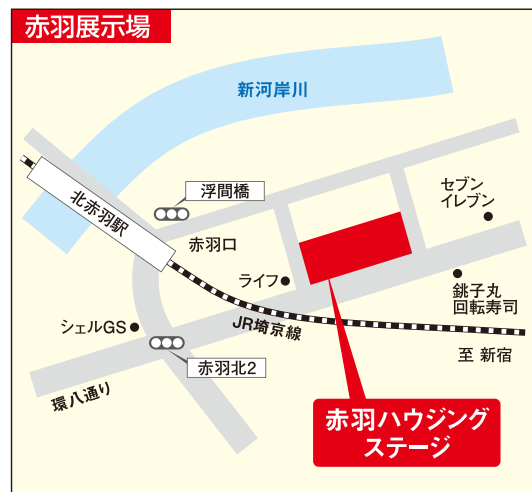 赤羽展示場
新河岸川
北赤羽駅
浮間橋
赤羽口
セブン
イレブン
ライフ
銚子丸
回転寿司
シェルGS
JR埼京線
至 新宿
赤羽北2
環八通り
赤羽ハウジング
ステージ